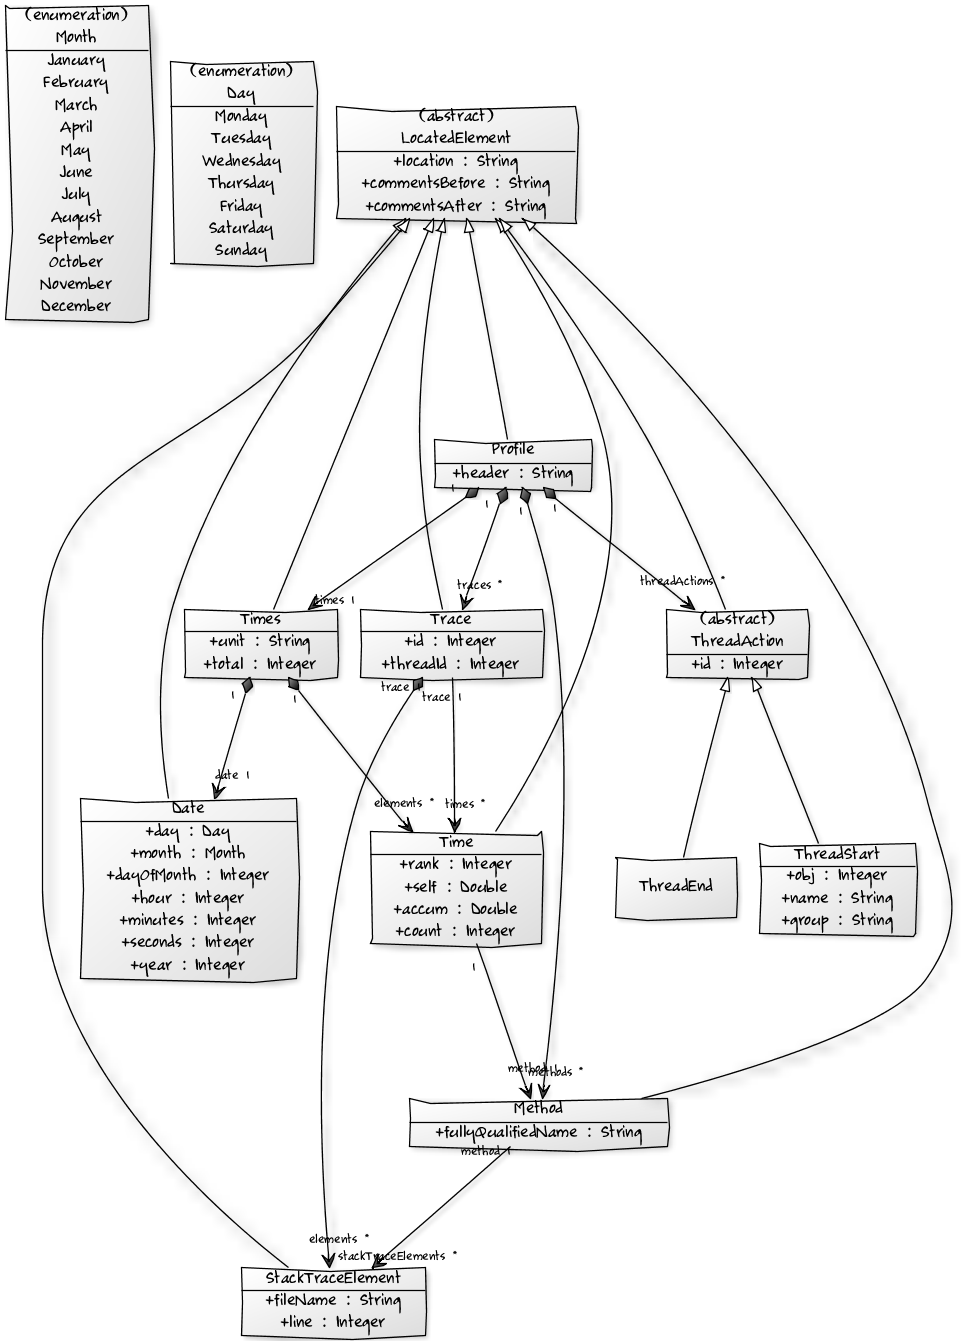 (enumeration)
Month
January
February
March
April
May
June
July
August
September
October
November
December
(enumeration)
Day
Monday
Tuesday
Wednesday
Thursday
Friday
Saturday
Sunday
(abstract)
LocatedElement
+location : String
+commentsBefore : String
+commentsAfter : String
Profile
+header : String
1
1
1
1
times 1
traces *
threadActions *
Times
+unit : String
+total : Integer
Trace
+id : Integer
+threadId : Integer
(abstract)
ThreadAction
+id : Integer
1
1
trace 1
trace 1
date 1
elements *
times *
Date
+day : Day
+month : Month
+dayOfMonth : Integer
+hour : Integer
+minutes : Integer
+seconds : Integer
+year : Integer
Time
+rank : Integer
+self : Double
+accum : Double
+count : Integer
ThreadEnd
ThreadStart
+obj : Integer
+name : String
+group : String
1
method
methods *
Method
+fullyQualifiedName : String
method 1
elements *
stackTraceElements *
StackTraceElement
+fileName : String
+line : Integer